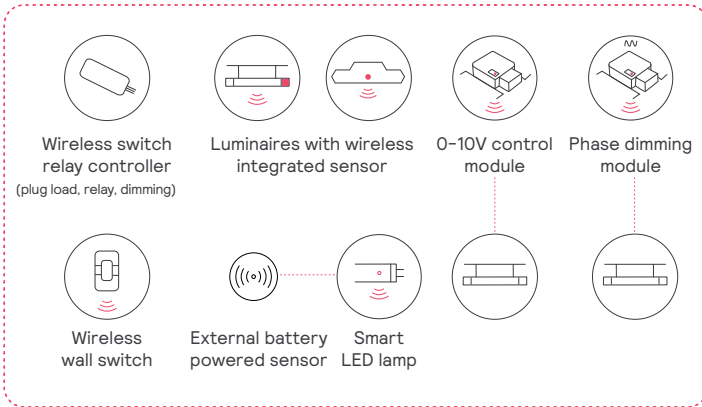 Wireless switch
relay controller
(plug load, relay, dimming)
Luminaires with wireless
integrated sensor
0-10V control
module
Phase dimming
module
Wireless
wall switch
External battery
powered sensor
Smart
LED lamp